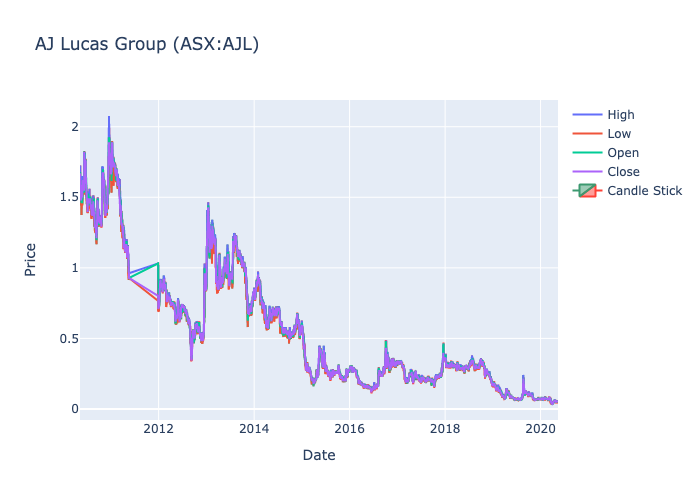 AJ Lucas Group (ASX:AJL)
High
Low
Open
Close
Candle Stick
2
1.5
1
0.5
0
Price
2012
2014
2016
2018
2020
Date